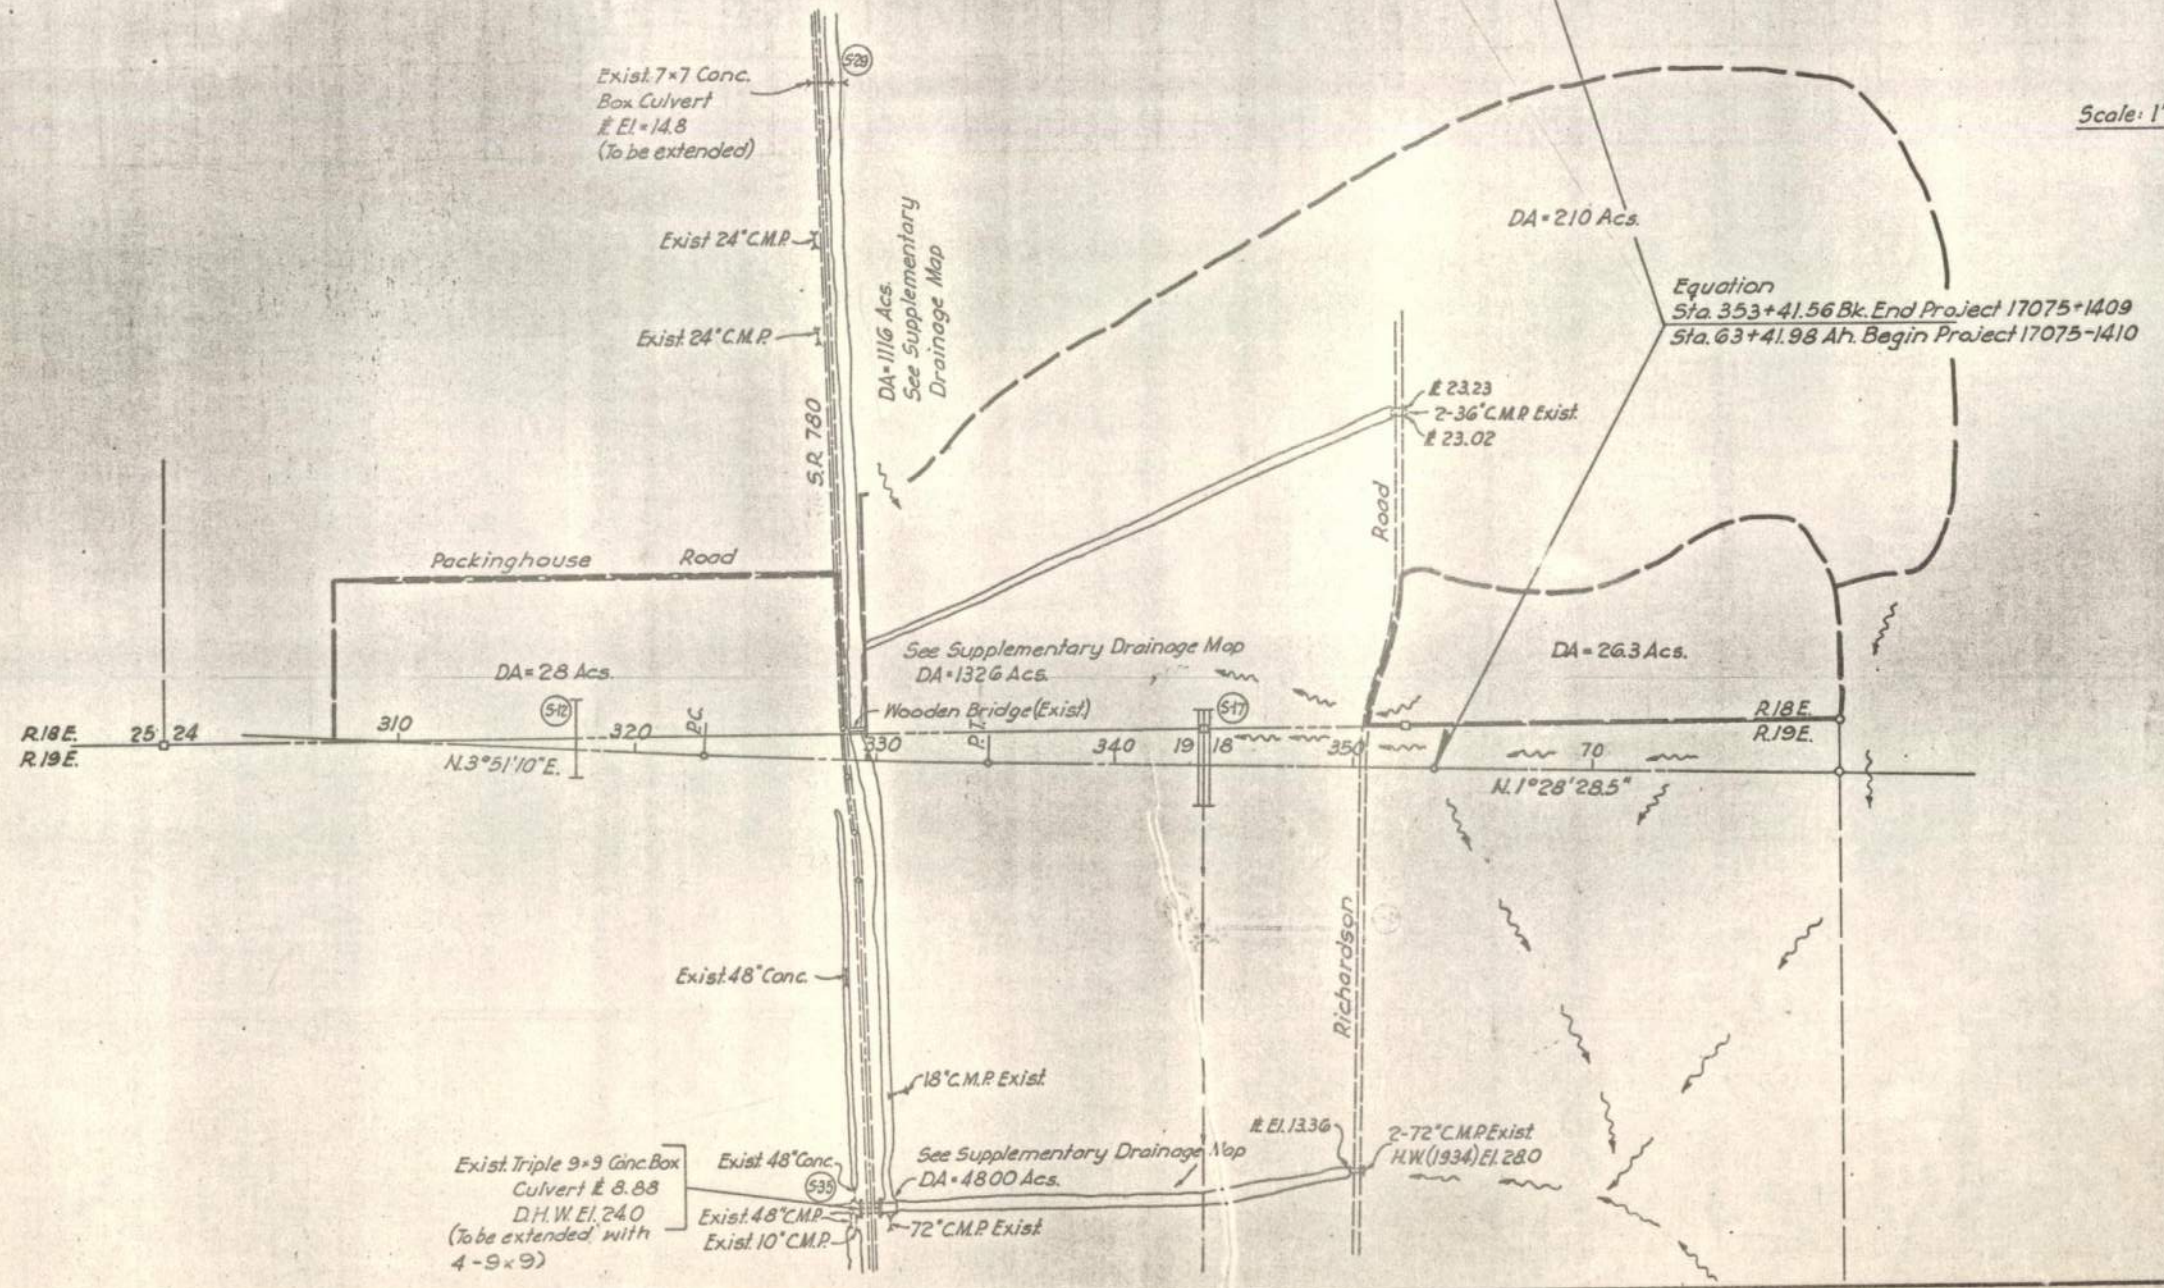 Exist. 7×7 Conc.
Box Culvert
₤ El.=14.8
(To be extended)
S-28
Scale: 1"
Exist 24" C.M.P.
Exist. 24" C.M.P.
DA=1116 Acs.
See Supplementary
Drainage Map
S.R. 780
DA=210 Acs.
Equation
Sta. 353+41.56 Bk. End Project 17075-1409
Sta. 63+41.98 Ah. Begin Project 17075-1410
₤ 23.23
2-36" C.M.P. Exist.
₤ 23.02
Road
Packinghouse Road
DA=28 Acs.
See Supplementary Drainage Map
DA=1326 Acs.
DA=26.3 Acs.
S-12
P.C.
Wooden Bridge (Exist.)
S-17
R.18E.
R.19E.
25 24
310
320
330
P.T.
340
19 18
350
70
R.18E.
R.19E.
N.3°51'10"E.
N.1°28'28.5"
Exist. 48" Conc.
Richardson
18" C.M.P. Exist.
₤ El. 13.36
2-72" C.M.P. Exist
H.W. (1934) El. 28.0
Exist. Triple 9×9 Conc. Box
Culvert ₤ 8.88
D.H.W. El. 24.0
(To be extended with
4-9×9)
Exist 48" Conc.
S-35
Exist. 48" C.M.P.
Exist. 10" C.M.P.
See Supplementary Drainage Map
DA=4800 Acs.
72" C.M.P. Exist.